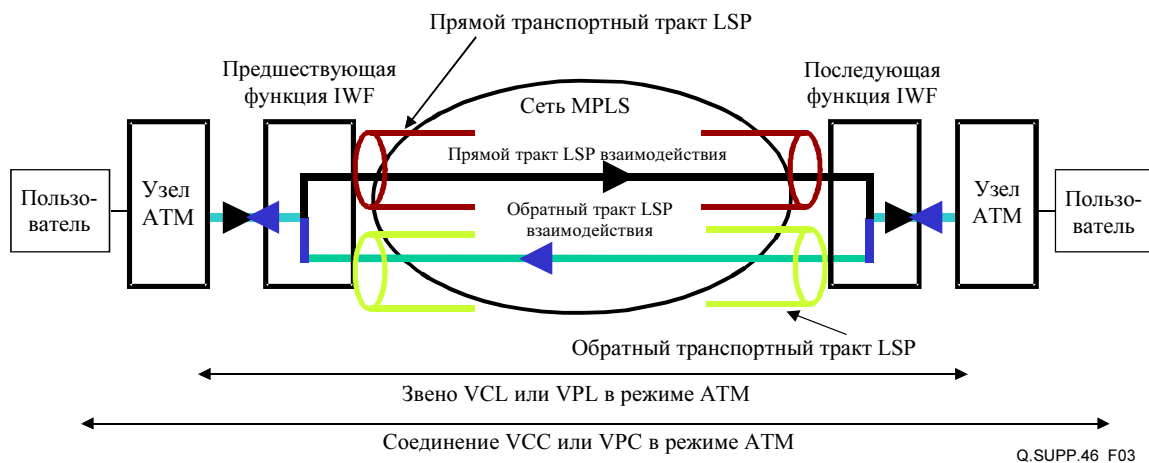 Прямой транспортный тракт LSP
Предшествующая
функция IWF
Последующая
функция IWF
Сеть MPLS
Прямой тракт LSP взаимодействия
Пользо-
ватель
Узел
ATM
Обратный тракт LSP
взаимодействия
Узел
ATM
Пользо-
ватель
Обратный транспортный тракт LSP
Звено VCL или VPL в режиме ATM
Соединение VCC или VPC в режиме ATM
Q.SUPP.46_F03